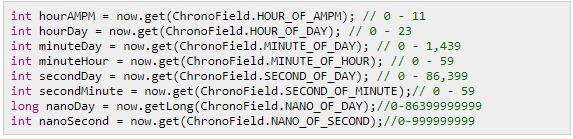 int hourAMPM = now.get(ChronoField.HOUR_OF_AMPM); // 0 - 11
int hourDay = now.get(ChronoField.HOUR_OF_DAY); // 0 - 23
int minuteDay = now.get(ChronoField.MINUTE_OF_DAY); // 0 - 1,439
int minuteHour = now.get(ChronoField.MINUTE_OF_HOUR); // 0 - 59
int secondDay = now.get(ChronoField.SECOND_OF_DAY); // 0 - 86,399
int secondMinute = now.get(ChronoField.SECOND_OF_MINUTE);// 0 - 59
long nanoDay = now.getLong(ChronoField.NANO_OF_DAY);//0-86399999999
int nanoSecond = now.get(ChronoField.NANO_OF_SECOND);//0-999999999